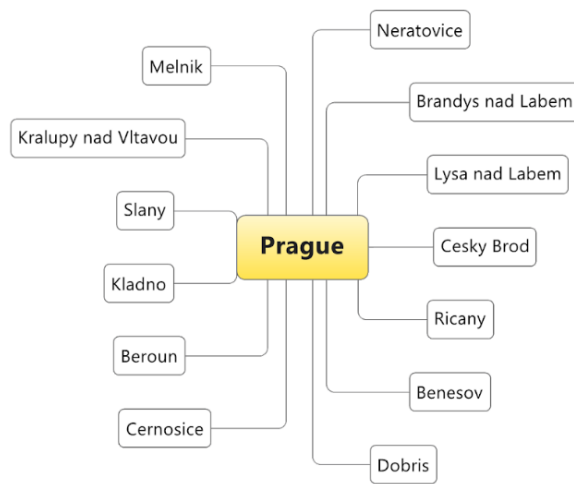 Neratovice
Melnik
Brandys nad Labem
Kralupy nad Vltavou
Lysa nad Labem
Slany
Prague
Cesky Brod
Kladno
Ricany
Beroun
Benesov
Cernosice
Dobris